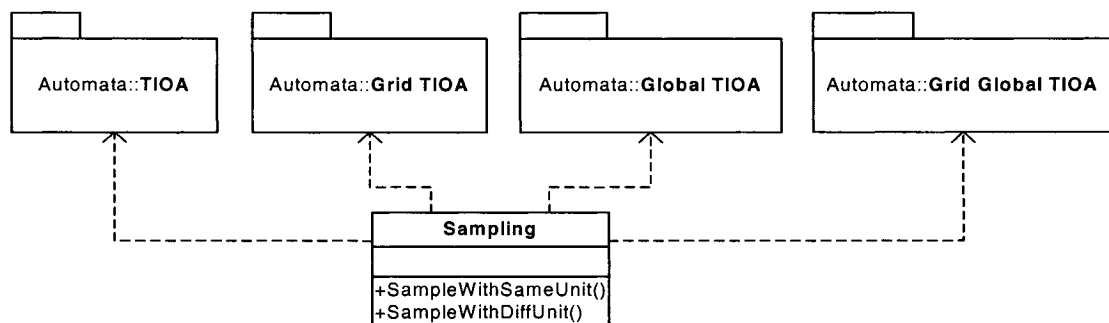 Automata::TIOA
Automata::Grid TIOA
Automata::Global TIOA
Automata::Grid Global TIOA
Sampling
+SampleWithSameUnit()
+SampleWithDiffUnit()